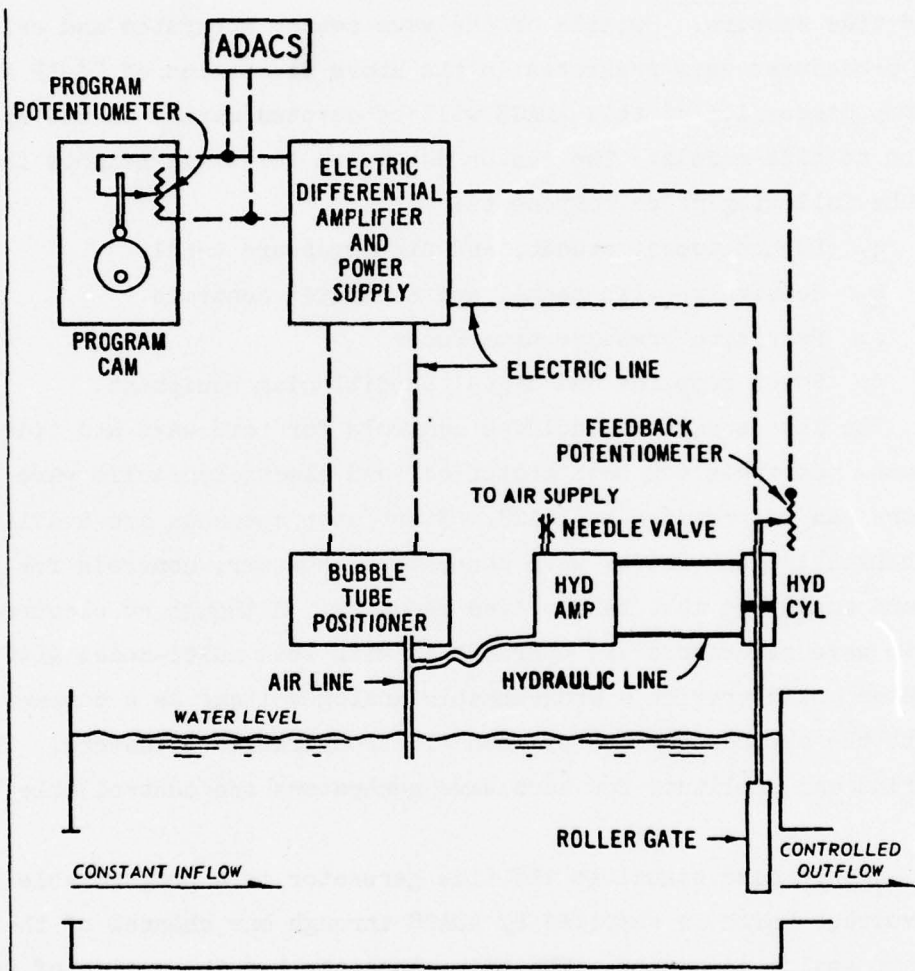 ADACS
PROGRAM
POTENTIOMETER
ELECTRIC
DIFFERENTIAL
AMPLIFIER
AND
POWER
SUPPLY
PROGRAM
CAM
ELECTRIC LINE
FEEDBACK
POTENTIOMETER
TO AIR SUPPLY
NEEDLE VALVE
BUBBLE
TUBE
POSITIONER
HYD
AMP
HYD
CYL
AIR LINE
HYDRAULIC LINE
WATER LEVEL
ROLLER GATE
CONSTANT INFLOW
CONTROLLED
OUTFLOW